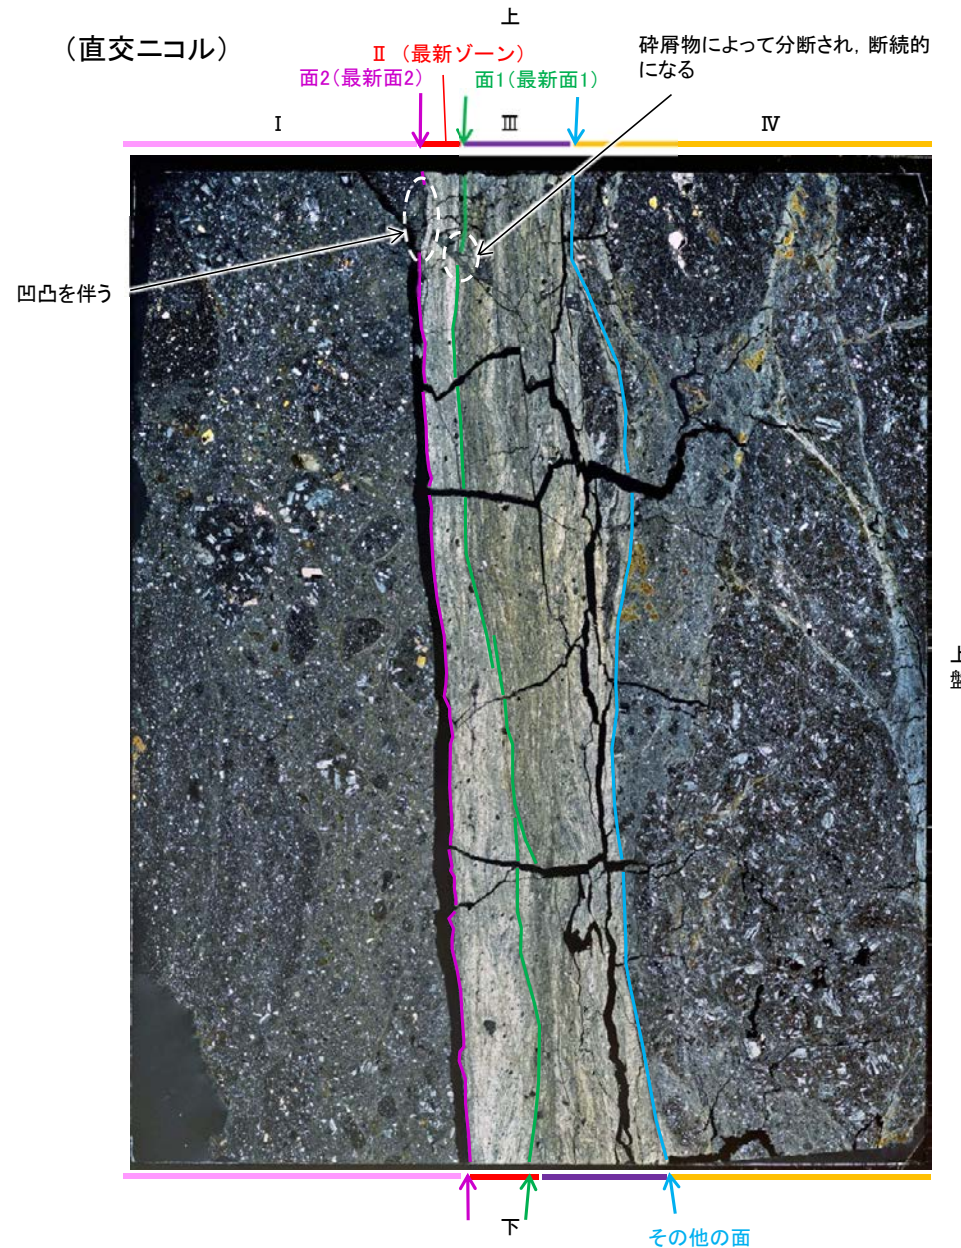 上
（直交ニコル）
Ⅱ （最新ゾーン）
砕屑物によって分断され，断続的
になる
面2（最新面2）
面1（最新面1）
Ⅰ
Ⅲ
Ⅳ
凹凸を伴う
上
盤
下
その他の面